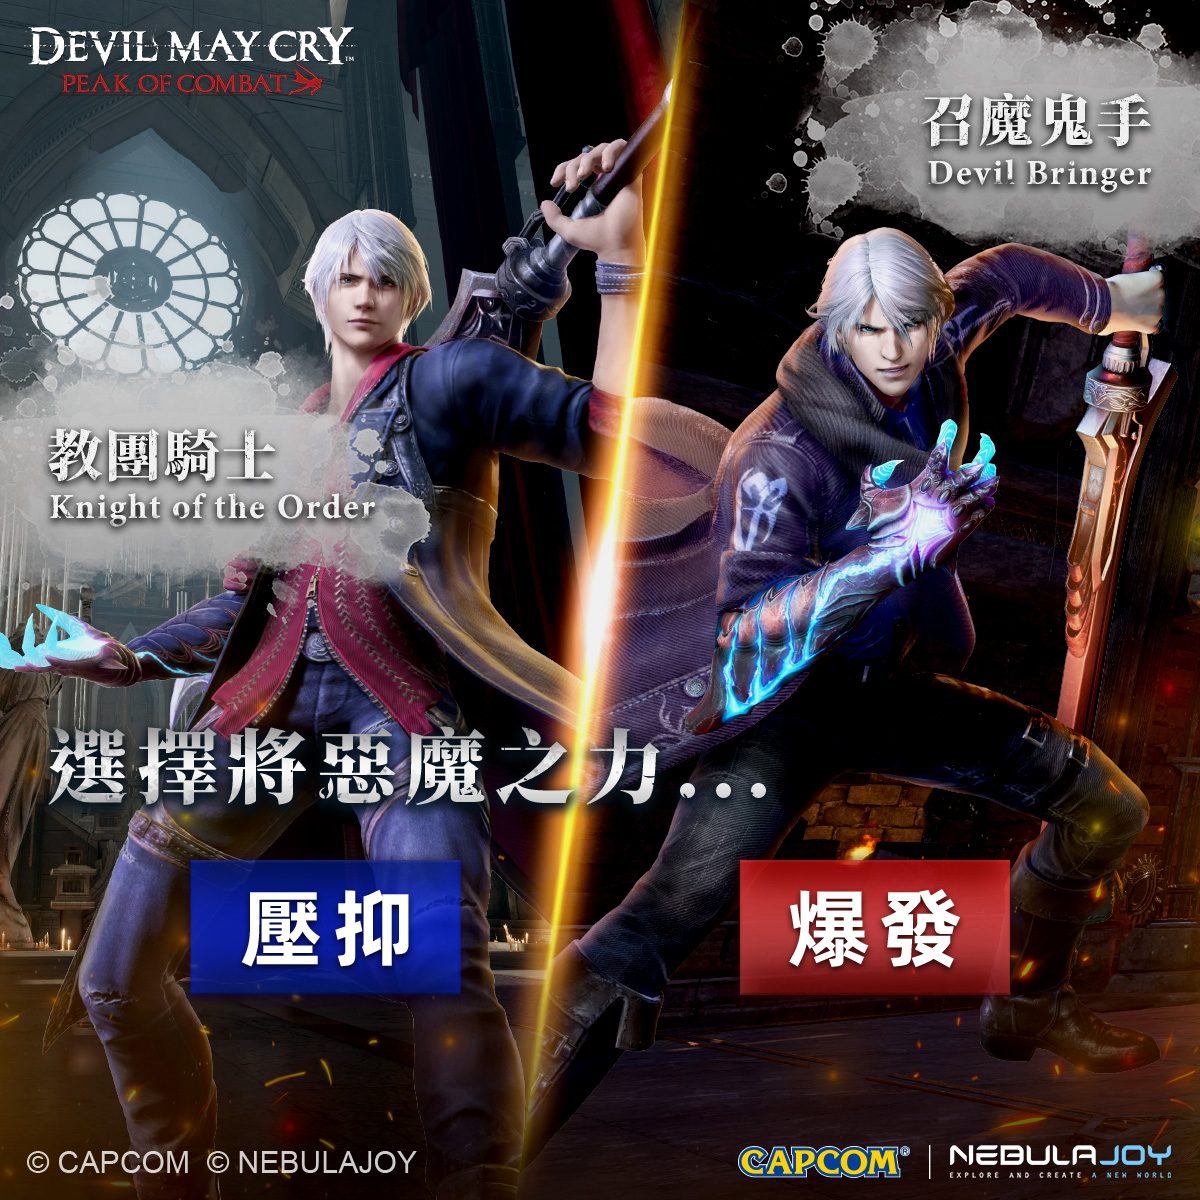 DEVIL MAY CRY™
PEAK OF COMBAT
召魔鬼手
Devil Bringer
教團騎士
Knight of the Order
選擇將惡魔之力...
壓抑
爆發
© CAPCOM © NEBULAJOY
CAPCOM®
NEBULAJOY
EXPLORE AND CREATE A NEW WORLD